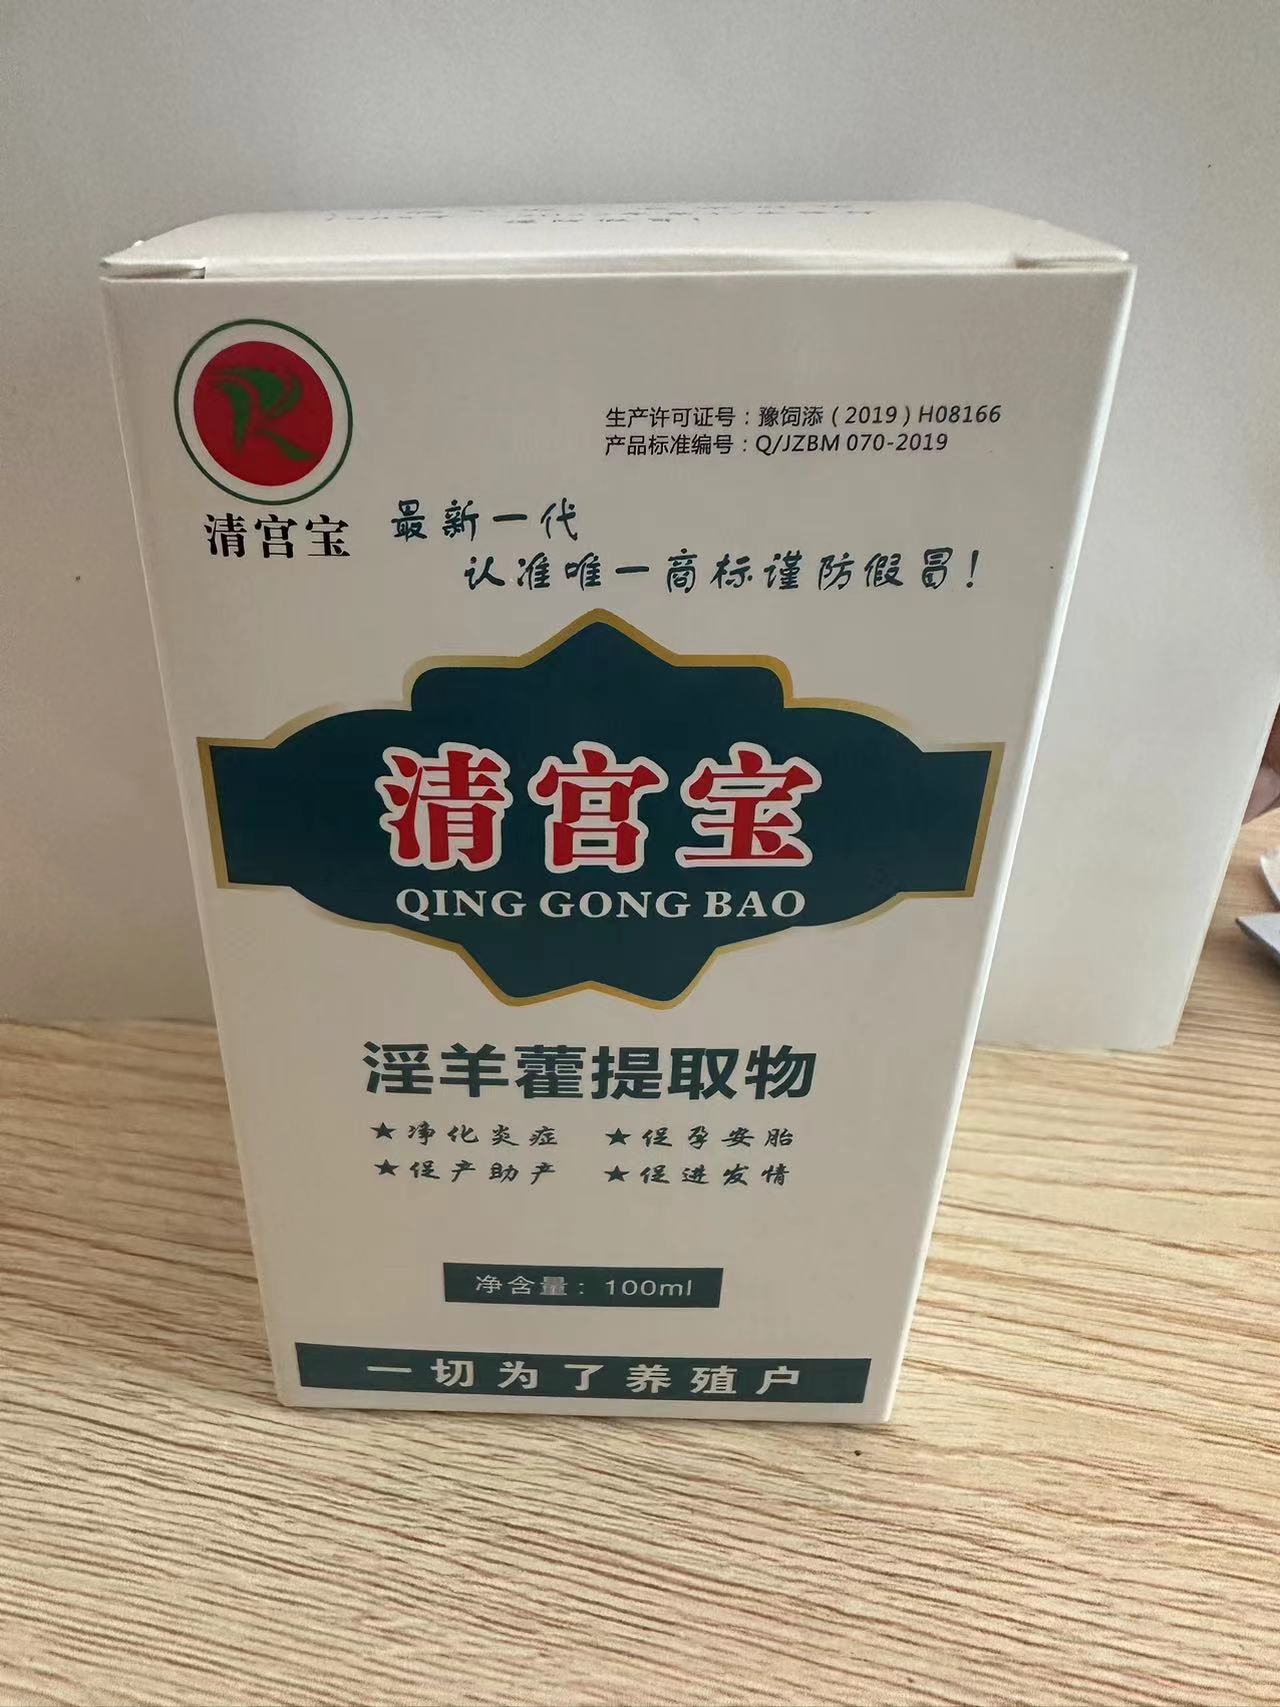 生产许可证号：豫饲添（2019）H08166
产品标准编号：Q/JZBM 070-2019
清宫宝
最新一代
认准唯一商标谨防假冒！
清宫宝
QING GONG BAO
淫羊藿提取物
★净化炎症 ★促孕安胎
★促产助产 ★促进发情
净含量：100ml
一切为了养殖户